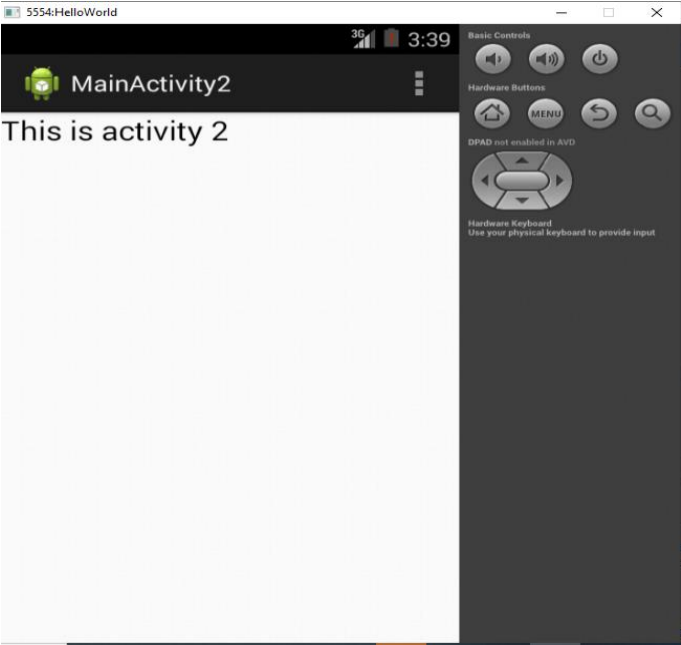 5554:HelloWorld
3G 3:39
MainActivity2
This is activity 2
Basic Controls
Hardware Buttons
MENU
DPAD not enabled in AVD
Hardware Keyboard
Use your physical keyboard to provide input